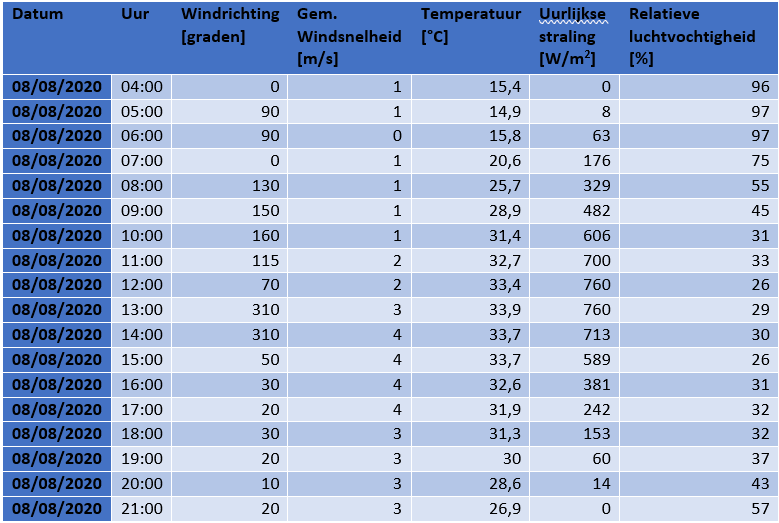 Datum Uur Windrichting [graden] Gem. Windsnelheid [m/s] Temperatuur [°C] Uurlijkse straling [W/m²] Relatieve luchtvochtigheid [%]
08/08/2020 04:00 0 1 15,4 0 96
08/08/2020 05:00 90 1 14,9 8 97
08/08/2020 06:00 90 0 15,8 63 97
08/08/2020 07:00 0 1 20,6 176 75
08/08/2020 08:00 130 1 25,7 329 55
08/08/2020 09:00 150 1 28,9 482 45
08/08/2020 10:00 160 1 31,4 606 31
08/08/2020 11:00 115 2 32,7 700 33
08/08/2020 12:00 70 2 33,4 760 26
08/08/2020 13:00 310 3 33,9 760 29
08/08/2020 14:00 310 4 33,7 713 30
08/08/2020 15:00 50 4 33,7 589 26
08/08/2020 16:00 30 4 32,6 381 31
08/08/2020 17:00 20 4 31,9 242 32
08/08/2020 18:00 30 3 31,3 153 32
08/08/2020 19:00 20 3 30 60 37
08/08/2020 20:00 10 3 28,6 14 43
08/08/2020 21:00 20 3 26,9 0 57